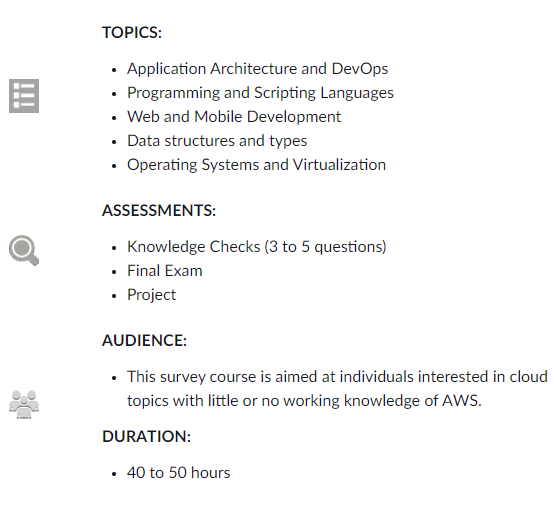 TOPICS:
• Application Architecture and DevOps
• Programming and Scripting Languages
• Web and Mobile Development
• Data structures and types
• Operating Systems and Virtualization
ASSESSMENTS:
• Knowledge Checks (3 to 5 questions)
• Final Exam
• Project
AUDIENCE:
• This survey course is aimed at individuals interested in cloud
topics with little or no working knowledge of AWS.
DURATION:
• 40 to 50 hours